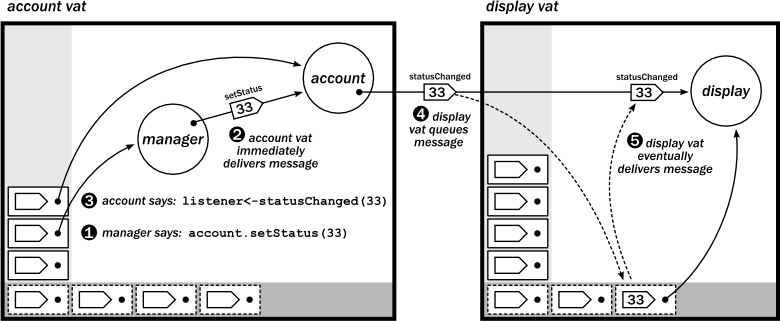 account vat
display vat
account
statusChanged
33
statusChanged
33
display
setStatus
33
manager
❷ account vat
immediately
delivers message
❹ display
vat queues
message
❺ display vat
eventually
delivers message
❸ account says: listener<-statusChanged(33)
❶ manager says: account.setStatus(33)
33